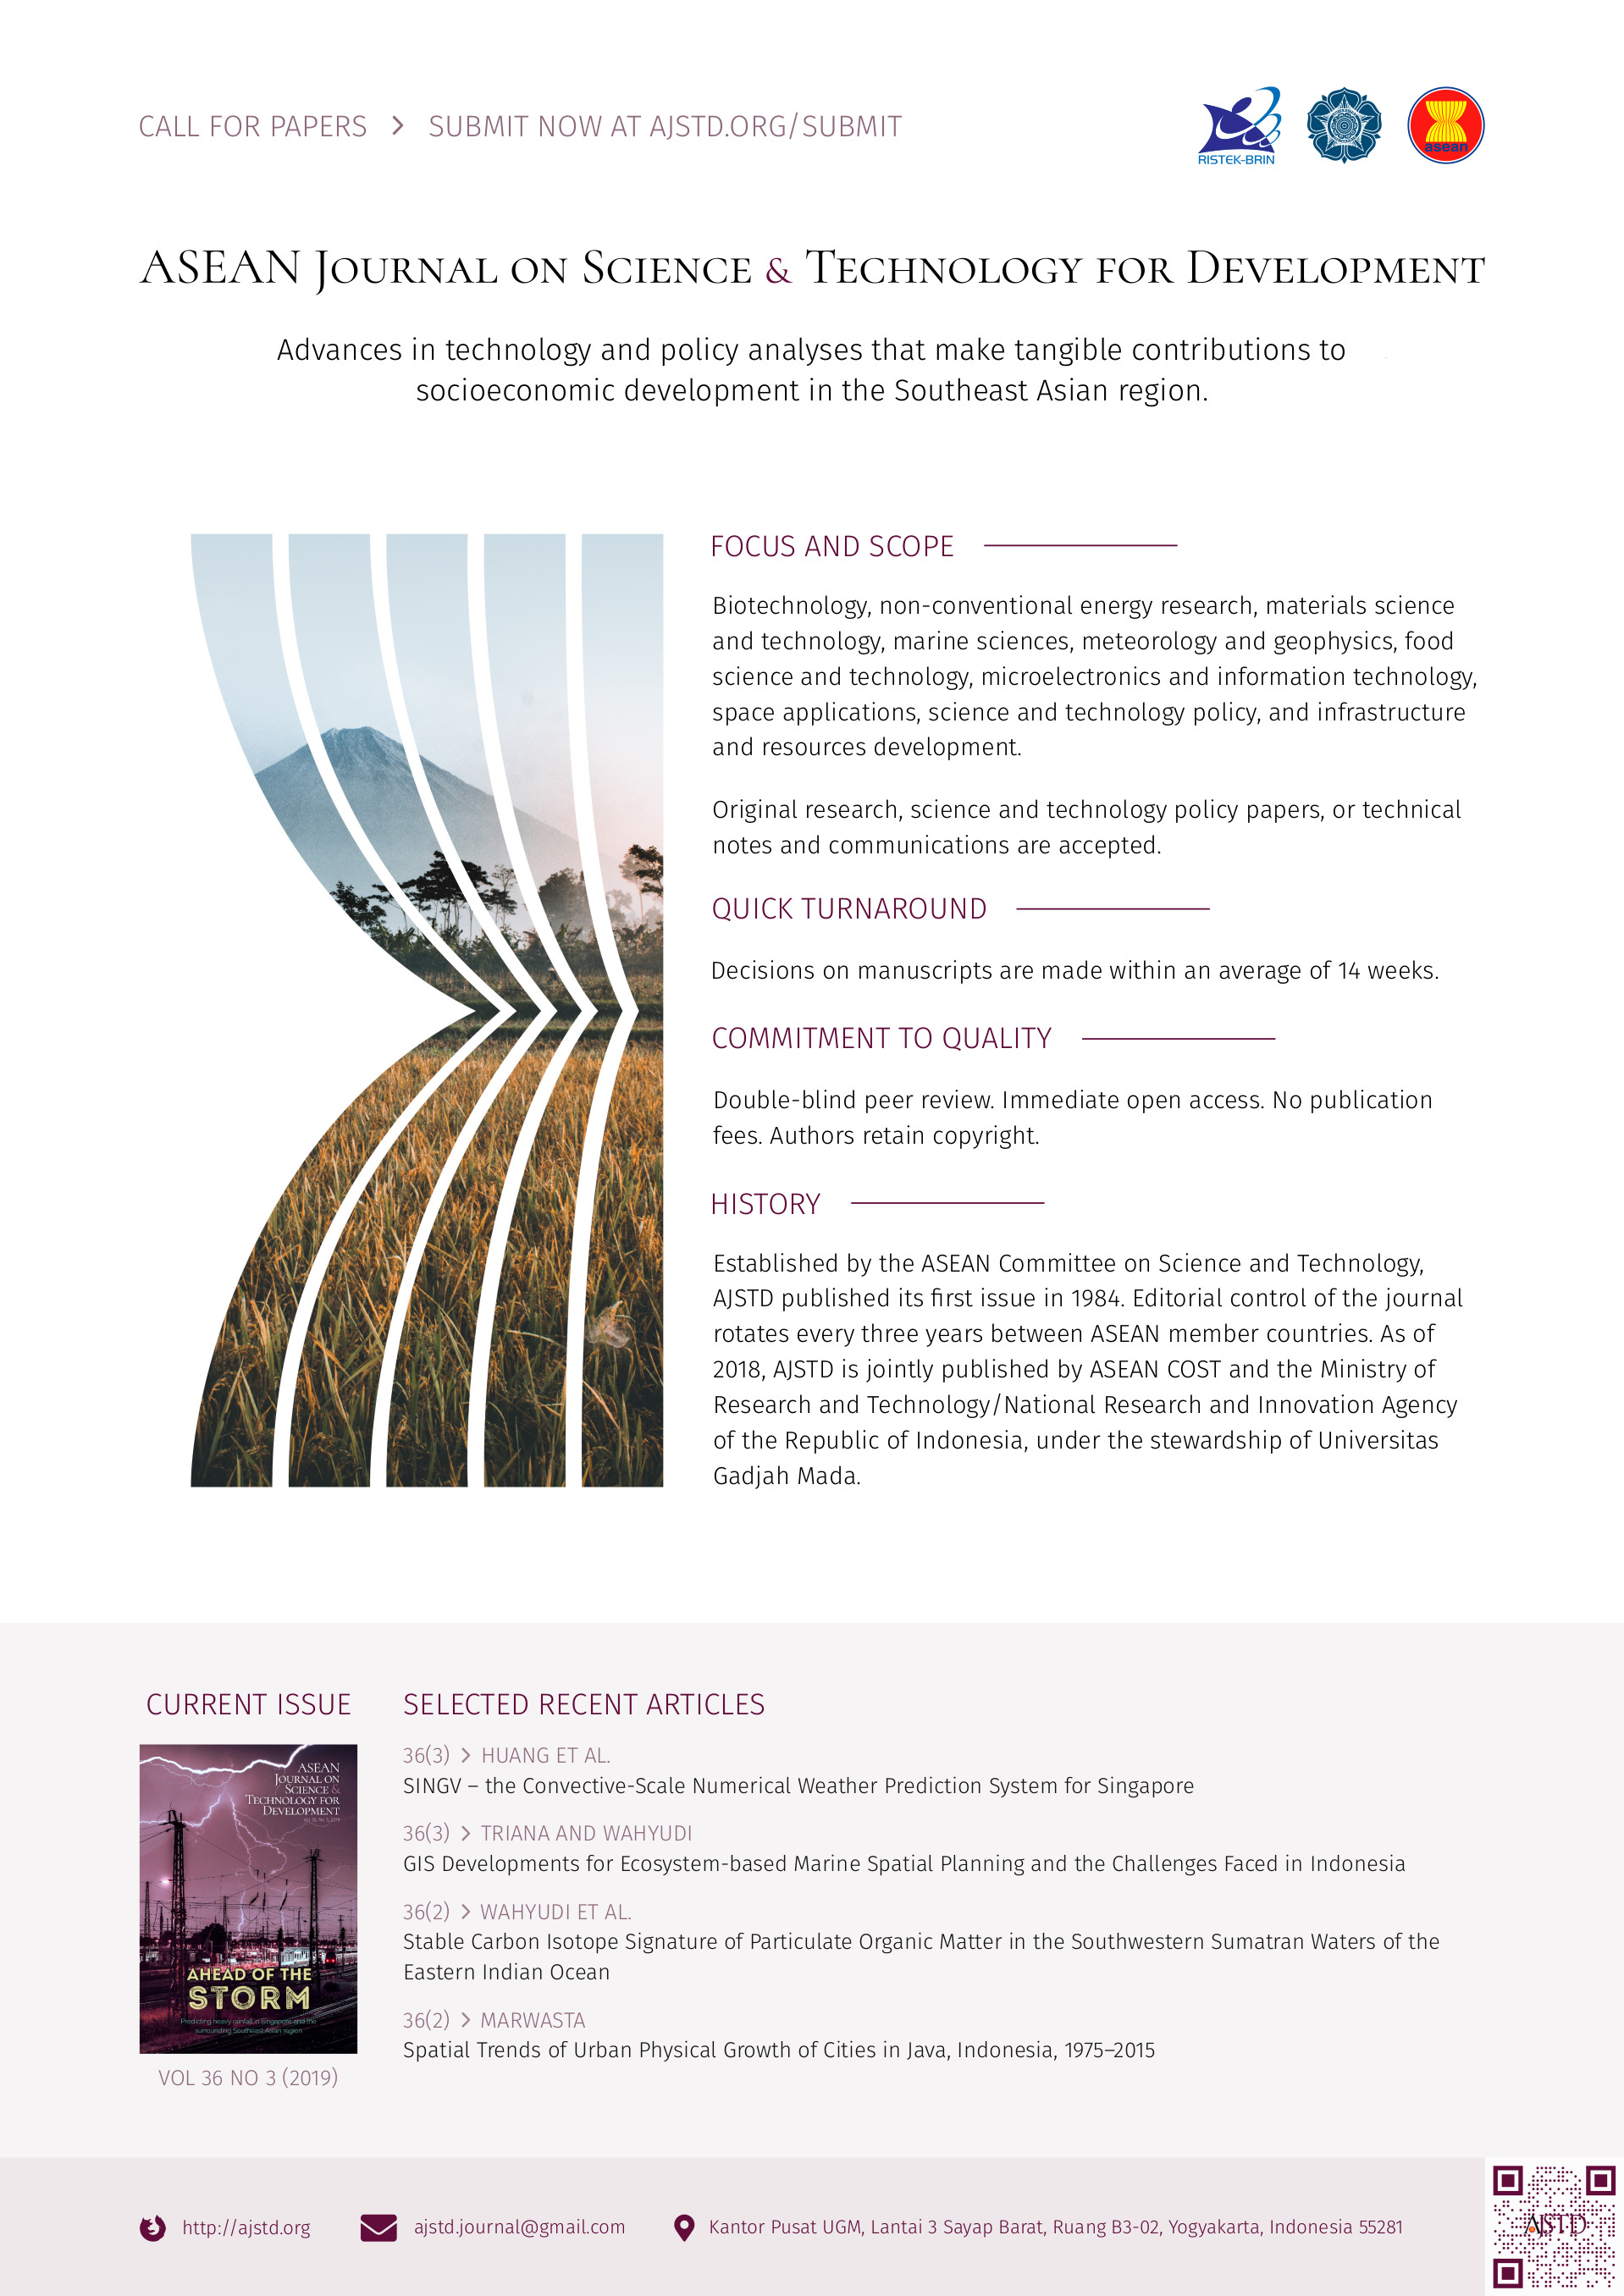 CALL FOR PAPERS > SUBMIT NOW AT AJSTD.ORG/SUBMIT
RISTEK-BRIN
asean
ASEAN Journal on Science & Technology for Development
Advances in technology and policy analyses that make tangible contributions to
socioeconomic development in the Southeast Asian region.
FOCUS AND SCOPE
Biotechnology, non-conventional energy research, materials science
and technology, marine sciences, meteorology and geophysics, food
science and technology, microelectronics and information technology,
space applications, science and technology policy, and infrastructure
and resources development.
Original research, science and technology policy papers, or technical
notes and communications are accepted.
QUICK TURNAROUND
Decisions on manuscripts are made within an average of 14 weeks.
COMMITMENT TO QUALITY
Double-blind peer review. Immediate open access. No publication
fees. Authors retain copyright.
HISTORY
Established by the ASEAN Committee on Science and Technology,
AJSTD published its first issue in 1984. Editorial control of the journal
rotates every three years between ASEAN member countries. As of
2018, AJSTD is jointly published by ASEAN COST and the Ministry of
Research and Technology/National Research and Innovation Agency
of the Republic of Indonesia, under the stewardship of Universitas
Gadjah Mada.
CURRENT ISSUE
ASEAN
Journal on
Science &
Technology for
Development
AHEAD OF THE
STORM
Predicting heavy rainfall in Singapore and the
surrounding Southeast Asian region
VOL 36 NO 3 (2019)
SELECTED RECENT ARTICLES
36(3) > HUANG ET AL.
SINGV – the Convective-Scale Numerical Weather Prediction System for Singapore
36(3) > TRIANA AND WAHYUDI
GIS Developments for Ecosystem-based Marine Spatial Planning and the Challenges Faced in Indonesia
36(2) > WAHYUDI ET AL.
Stable Carbon Isotope Signature of Particulate Organic Matter in the Southwestern Sumatran Waters of the
Eastern Indian Ocean
36(2) > MARWASTA
Spatial Trends of Urban Physical Growth of Cities in Java, Indonesia, 1975–2015
http://ajstd.org
ajstd.journal@gmail.com
Kantor Pusat UGM, Lantai 3 Sayap Barat, Ruang B3-02, Yogyakarta, Indonesia 55281
AJSTD